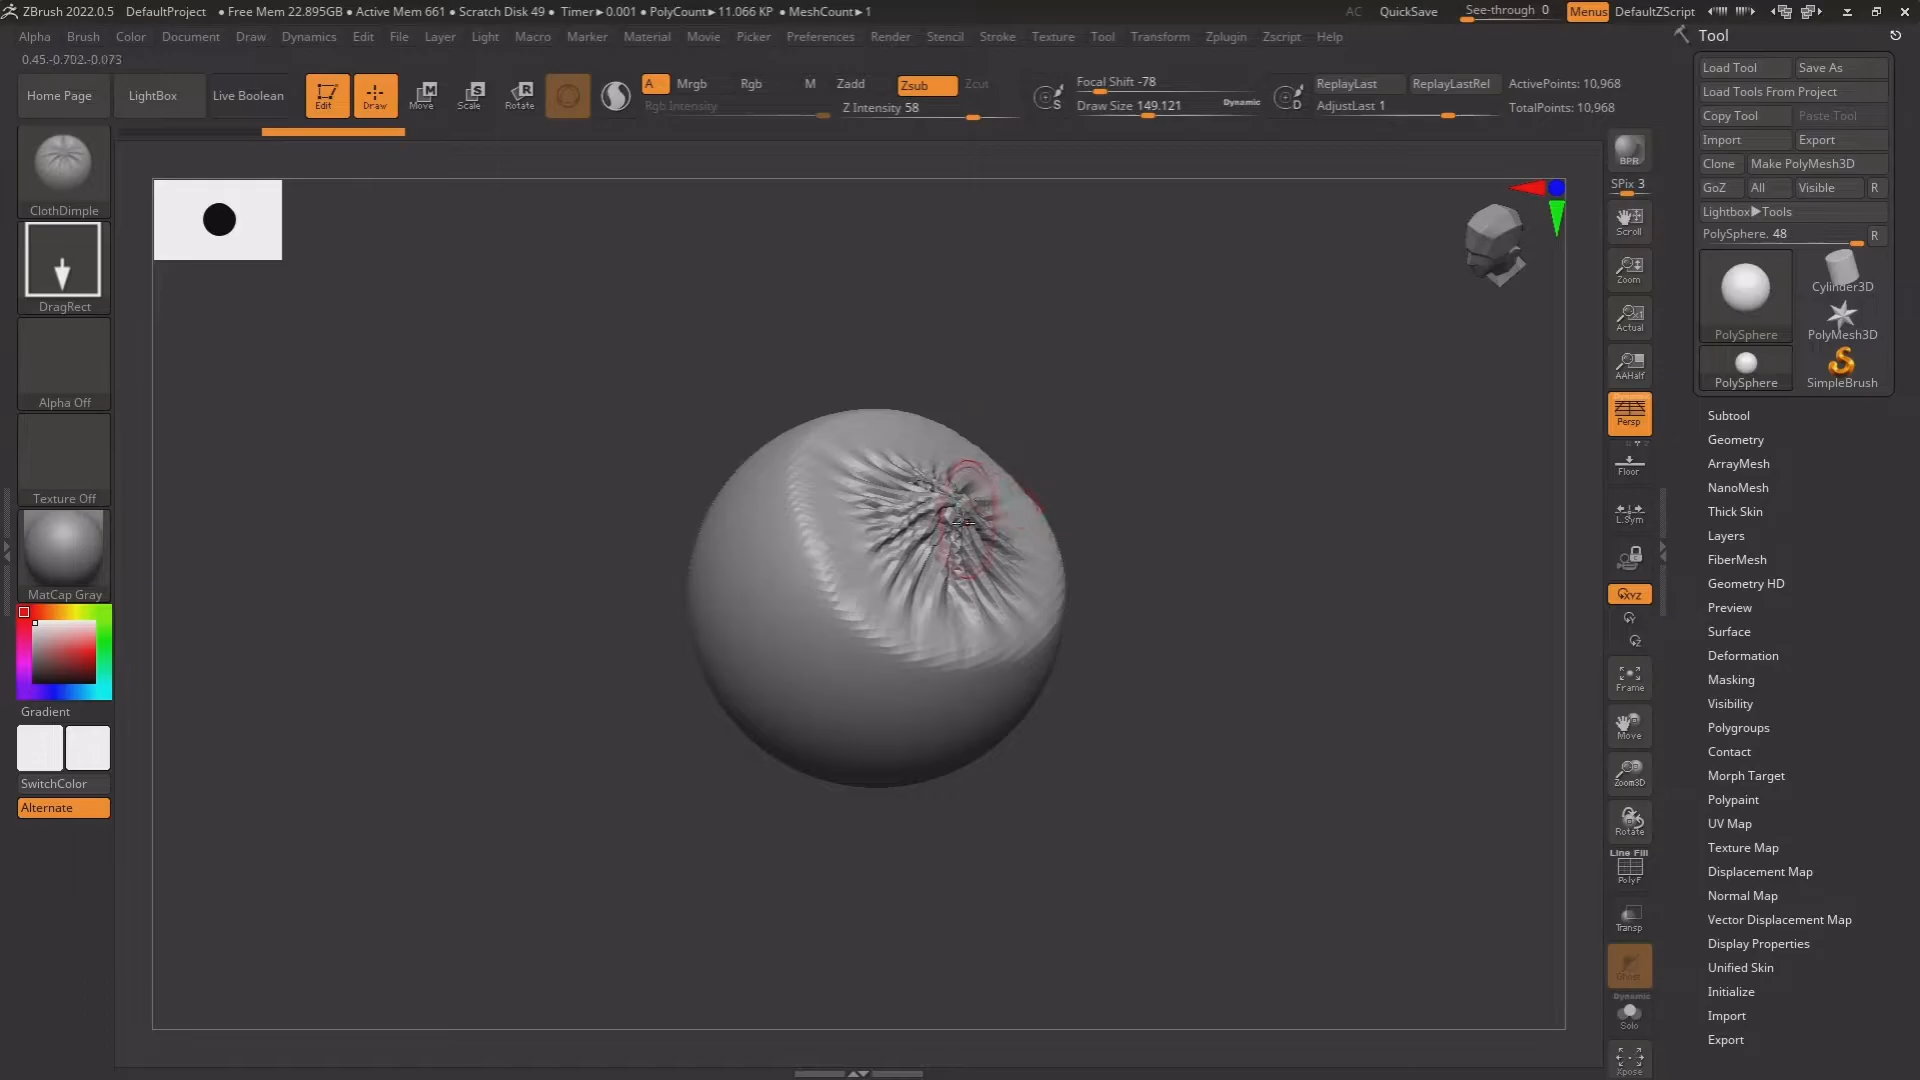 ZBrush 2022.0.5 DefaultProject • Free Mem 22.895GB • Active Mem 661 • Scratch Disk 49 • Timer▶0.001 • PolyCount▶11.066 KP • MeshCount▶1 AC QuickSave See-through 0 Menus DefaultZScript
Alpha Brush Color Document Draw Dynamics Edit File Layer Light Macro Marker Material Movie Picker Preferences Render Stencil Stroke Texture Tool Transform Zplugin Zscript Help
0.45,-0.702,-0.073
Home Page LightBox Live Boolean Edit Draw Move Scale Rotate
A Mrgb Rgb M Zadd Zsub Zcut
Rgb Intensity Z Intensity 58
S Focal Shift -78
Draw Size 149.121 Dynamic
D ReplayLast ReplayLastRel ActivePoints: 10,968
AdjustLast 1 TotalPoints: 10,968
ClothDimple
DragRect
Alpha Off
Texture Off
MatCap Gray
Gradient
SwitchColor
Alternate
BPR
SPix 3
Scroll
Zoom
Actual
AAHalf
Dynamic
Persp
Floor
L.Sym
XYZ
Y
Z
Frame
Move
Zoom3D
Rotate
Line Fill
PolyF
Transp
Ghost
Dynamic
Solo
Xpose
Tool
Load Tool Save As
Load Tools From Project
Copy Tool Paste Tool
Import Export
Clone Make PolyMesh3D
GoZ All Visible R
Lightbox▶Tools
PolySphere. 48 R
PolySphere Cylinder3D
PolyMesh3D
PolySphere SimpleBrush
Subtool
Geometry
ArrayMesh
NanoMesh
Thick Skin
Layers
FiberMesh
Geometry HD
Preview
Surface
Deformation
Masking
Visibility
Polygroups
Contact
Morph Target
Polypaint
UV Map
Texture Map
Displacement Map
Normal Map
Vector Displacement Map
Display Properties
Unified Skin
Initialize
Import
Export